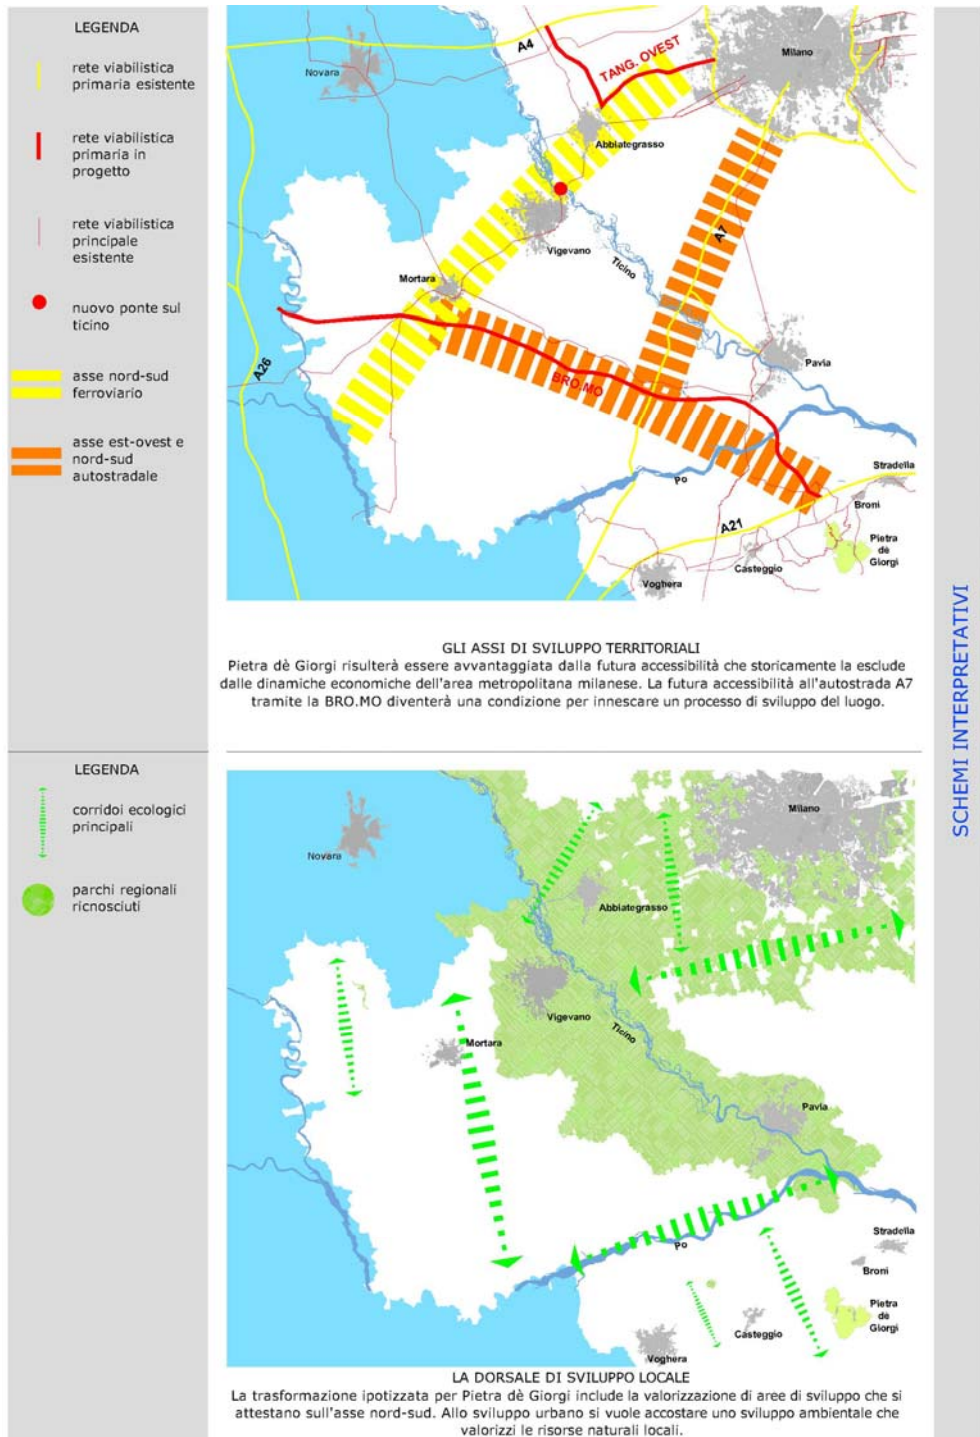 LEGENDA
rete viabilistica
primaria esistente
rete viabilistica
primaria in
progetto
rete viabilistica
principale
esistente
nuovo ponte sul
ticino
asse nord-sud
ferroviario
asse est-ovest e
nord-sud
autostradale
A4
TANG. OVEST
Milano
Novara
Abbiategrasso
Vigevano
Ticino
A7
Mortara
A26
BRO.MO
Pavia
Po
Stradella
Broni
A21
Pietra
dè
Giorgi
Casteggio
Voghera
GLI ASSI DI SVILUPPO TERRITORIALI
Pietra dè Giorgi risulterà essere avvantaggiata dalla futura accessibilità che storicamente la esclude
dalle dinamiche economiche dell'area metropolitana milanese. La futura accessibilità all'autostrada A7
tramite la BRO.MO diventerà una condizione per innescare un processo di sviluppo del luogo.
SCHEMI INTERPRETATIVI
LEGENDA
corridoi ecologici
principali
parchi regionali
ricnosciuti
Milano
Novara
Abbiategrasso
Vigevano
Ticino
Mortara
Pavia
Po
Stradella
Broni
Pietra
dè
Giorgi
Casteggio
Voghera
LA DORSALE DI SVILUPPO LOCALE
La trasformazione ipotizzata per Pietra dè Giorgi include la valorizzazione di aree di sviluppo che si
attestano sull'asse nord-sud. Allo sviluppo urbano si vuole accostare uno sviluppo ambientale che
valorizzi le risorse naturali locali.